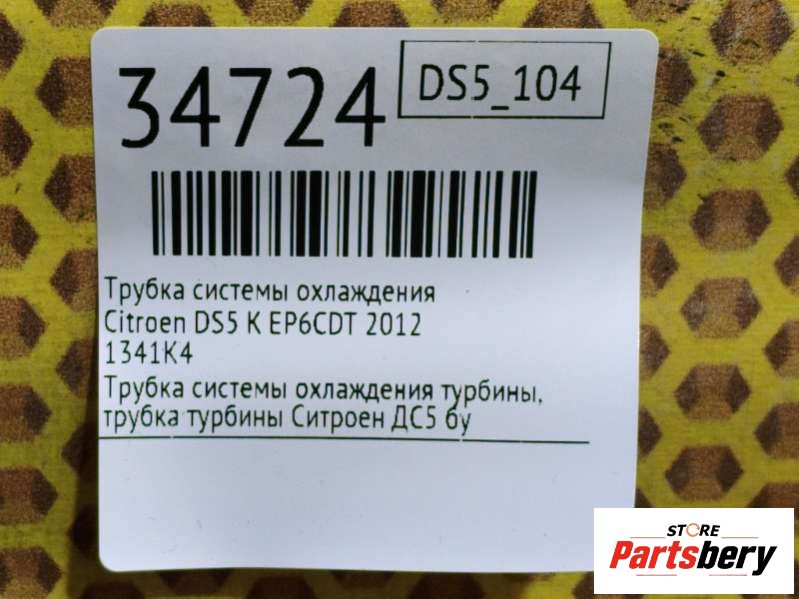 34724
DS5_104
Трубка системы охлаждения
Citroen DS5 K EP6CDT 2012
1341K4
Трубка системы охлаждения турбины,
трубка турбины Ситроен ДС5 бу
STORE
Partsbery